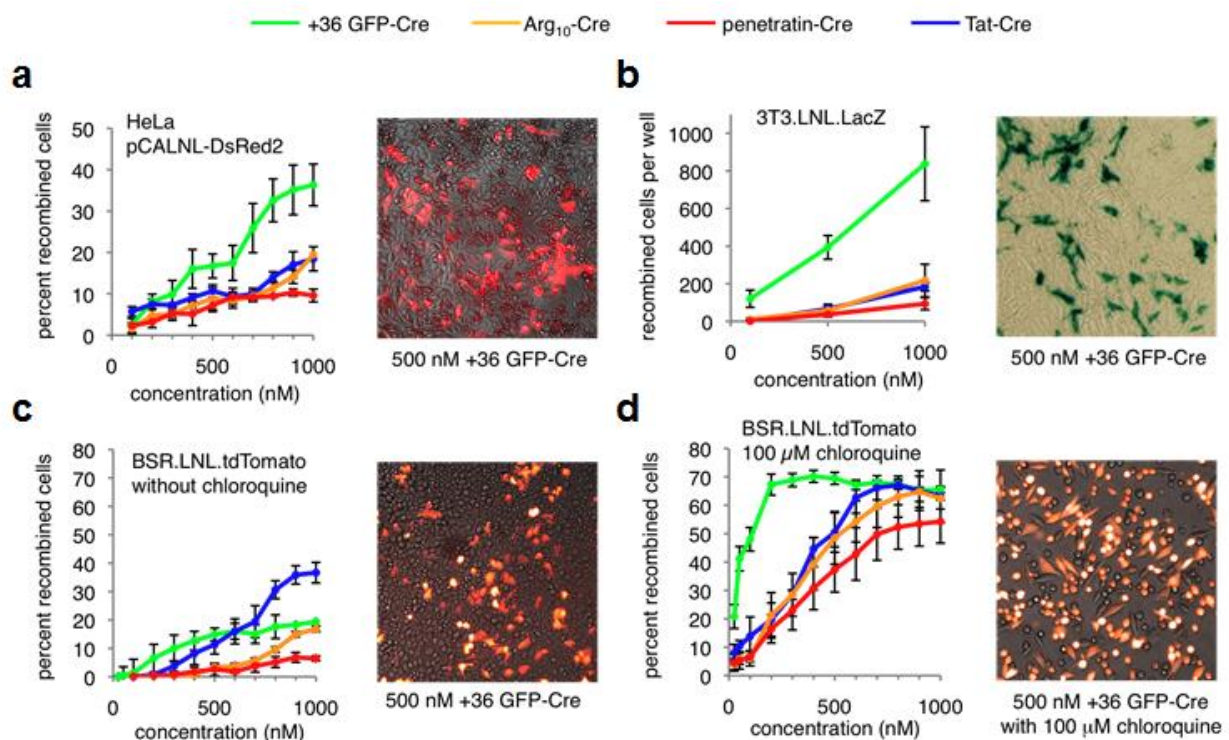 +36 GFP-Cre Arg₁₀-Cre penetratin-Cre Tat-Cre
a
HeLa
pCALNL-DsRed2
percent recombined cells
50
40
30
20
10
0
0 500 1000
concentration (nM)
500 nM +36 GFP-Cre
b
3T3.LNL.LacZ
recombined cells per well
1000
800
600
400
200
0
0 500 1000
concentration (nM)
500 nM +36 GFP-Cre
c
BSR.LNL.tdTomato
without chloroquine
percent recombined cells
80
70
60
50
40
30
20
10
0
0 500 1000
concentration (nM)
500 nM +36 GFP-Cre
d
BSR.LNL.tdTomato
100 µM chloroquine
percent recombined cells
80
70
60
50
40
30
20
10
0
0 500 1000
concentration (nM)
500 nM +36 GFP-Cre
with 100 µM chloroquine